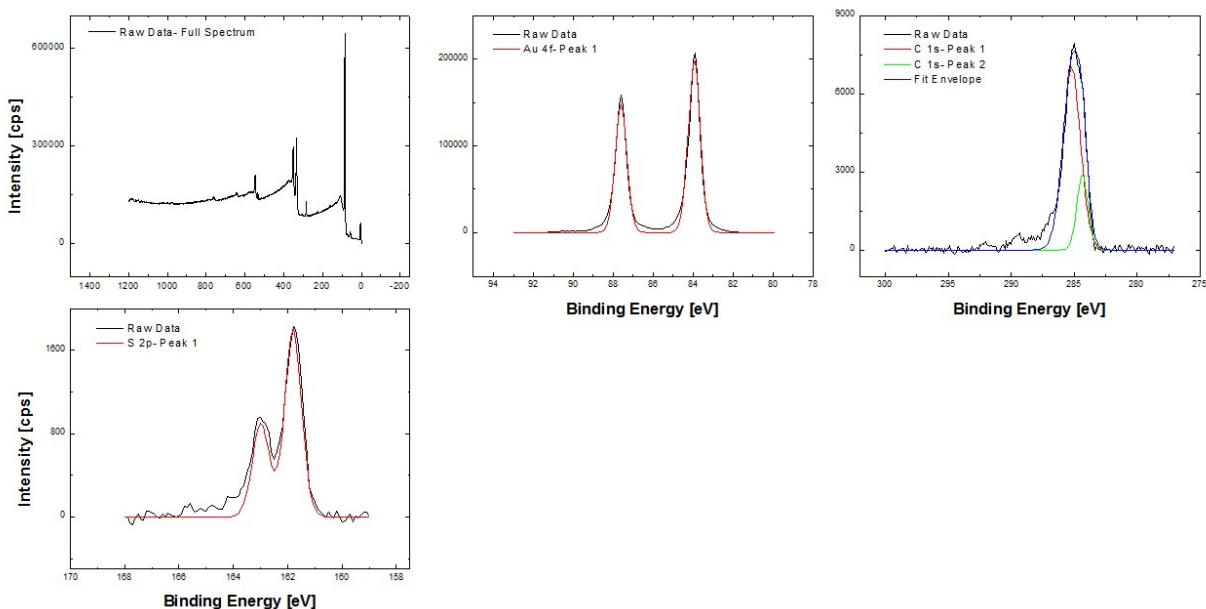 Raw Data- Full Spectrum
Intensity [cps]
600000
300000
0
1400 1200 1000 800 600 400 200 0 -200
Raw Data
Au 4f- Peak 1
200000
100000
0
94 92 90 88 86 84 82 80 78
Binding Energy [eV]
Raw Data
C 1s- Peak 1
C 1s- Peak 2
Fit Envelope
9000
6000
3000
0
300 295 290 285 280 275
Binding Energy [eV]
Raw Data
S 2p- Peak 1
Intensity [cps]
1600
800
0
170 168 166 164 162 160 158
Binding Energy [eV]